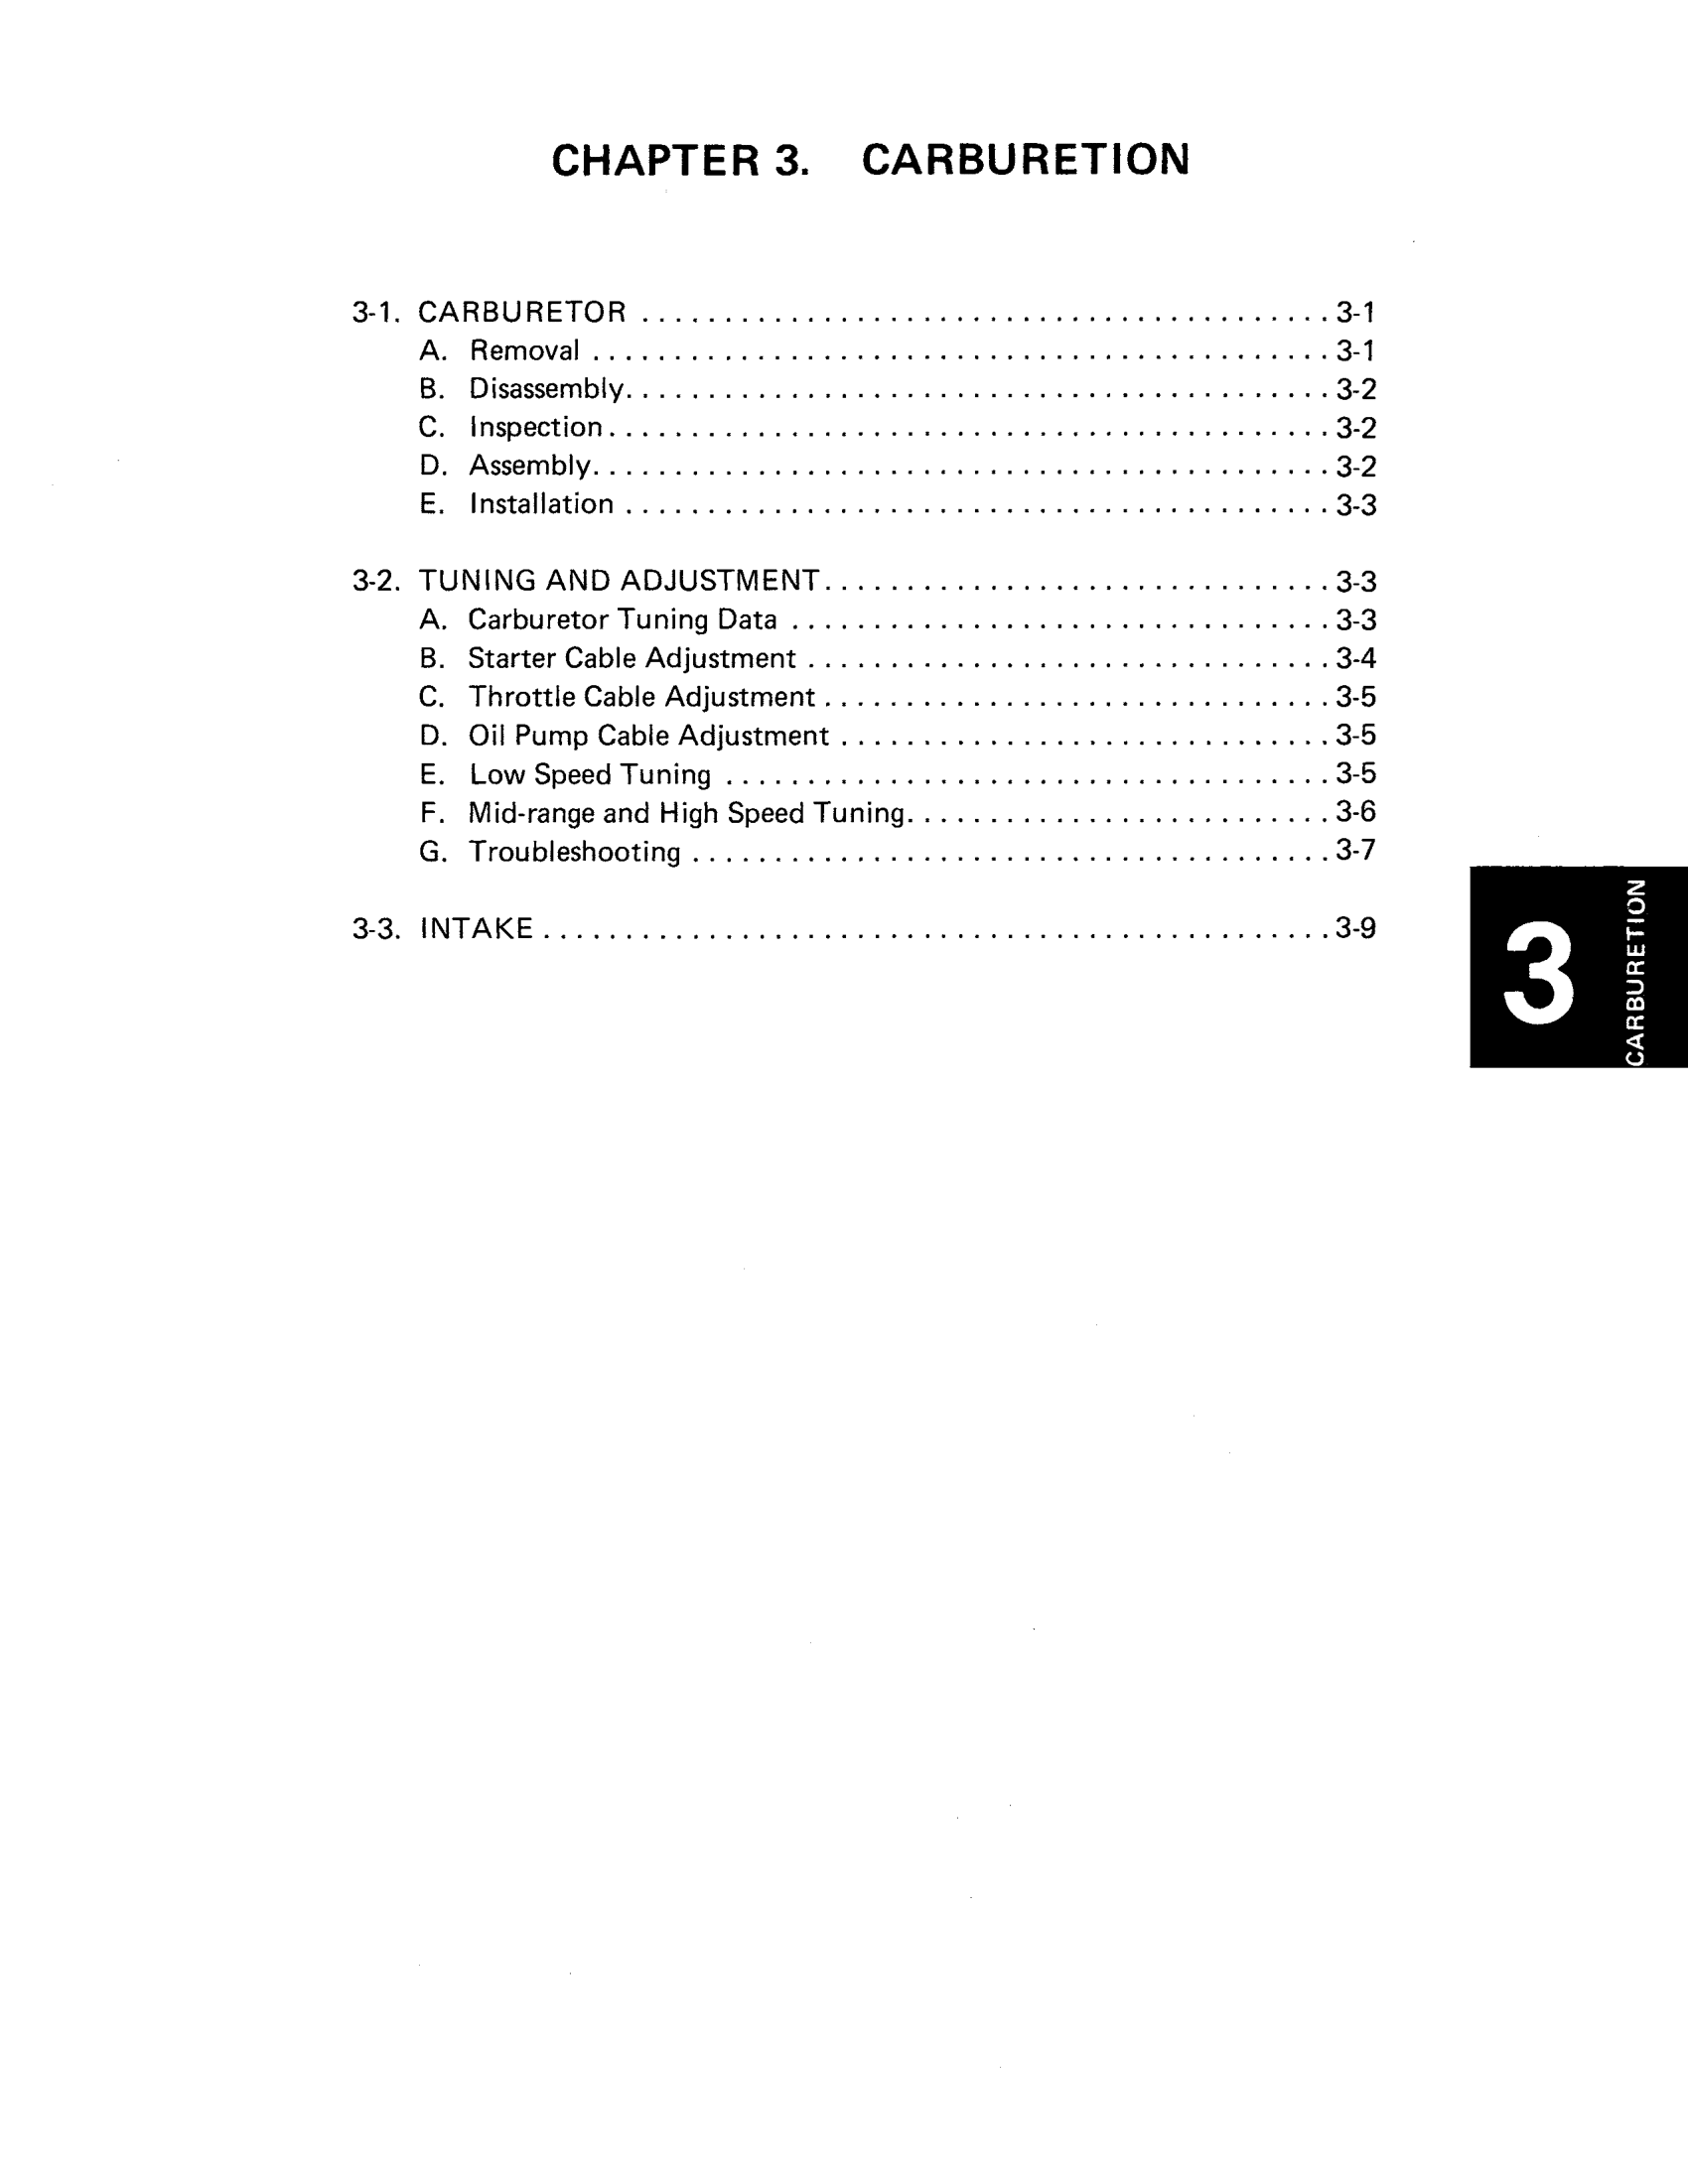 CHAPTER 3. CARBURETION
3-1. CARBURETOR .......................................... 3-1
A. Removal ............................................. 3-1
B. Disassembly........................................... 3-2
C. Inspection............................................ 3-2
D. Assembly............................................. 3-2
E. Installation ........................................... 3-3
3-2. TUNING AND ADJUSTMENT............................... 3-3
A. Carburetor Tuning Data ................................. 3-3
B. Starter Cable Adjustment ................................ 3-4
C. Throttle Cable Adjustment ............................... 3-5
D. Oil Pump Cable Adjustment .............................. 3-5
E. Low Speed Tuning ..................................... 3-5
F. Mid-range and High Speed Tuning.......................... 3-6
G. Troubleshooting ....................................... 3-7
3-3. INTAKE ................................................ 3-9
3
CARBURETION